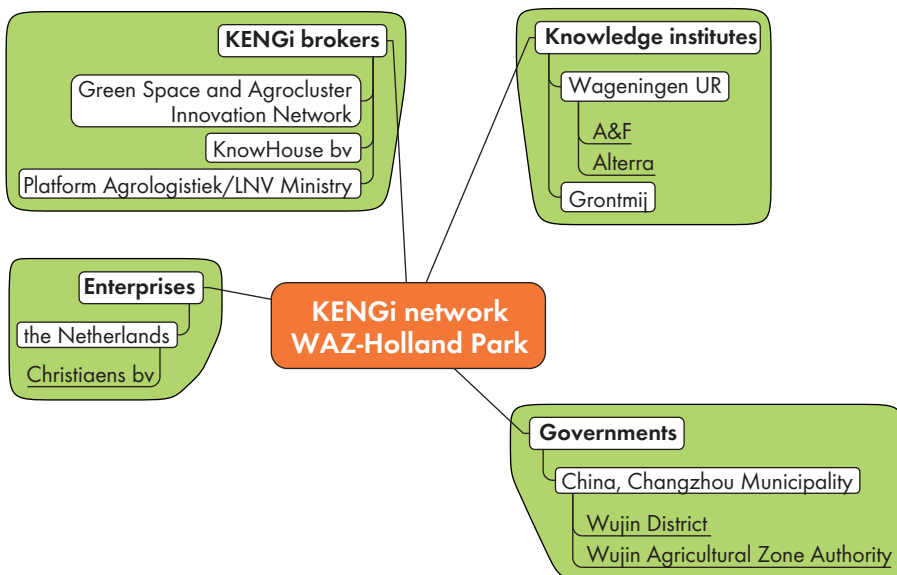 KENGi brokers
Green Space and Agrocluster
Innovation Network
KnowHouse bv
Platform Agrologistiek/LNV Ministry
Knowledge institutes
Wageningen UR
A&F
Alterra
Grontmij
Enterprises
the Netherlands
Christiaens bv
KENGi network
WAZ-Holland Park
Governments
China, Changzhou Municipality
Wujin District
Wujin Agricultural Zone Authority